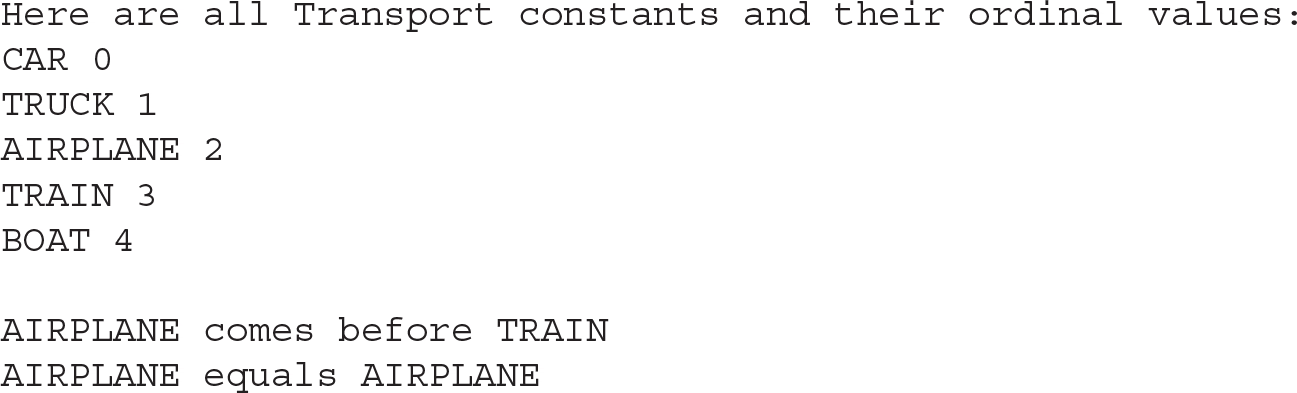 Here are all Transport constants and their ordinal values:
CAR 0
TRUCK 1
AIRPLANE 2
TRAIN 3
BOAT 4
AIRPLANE comes before TRAIN
AIRPLANE equals AIRPLANE